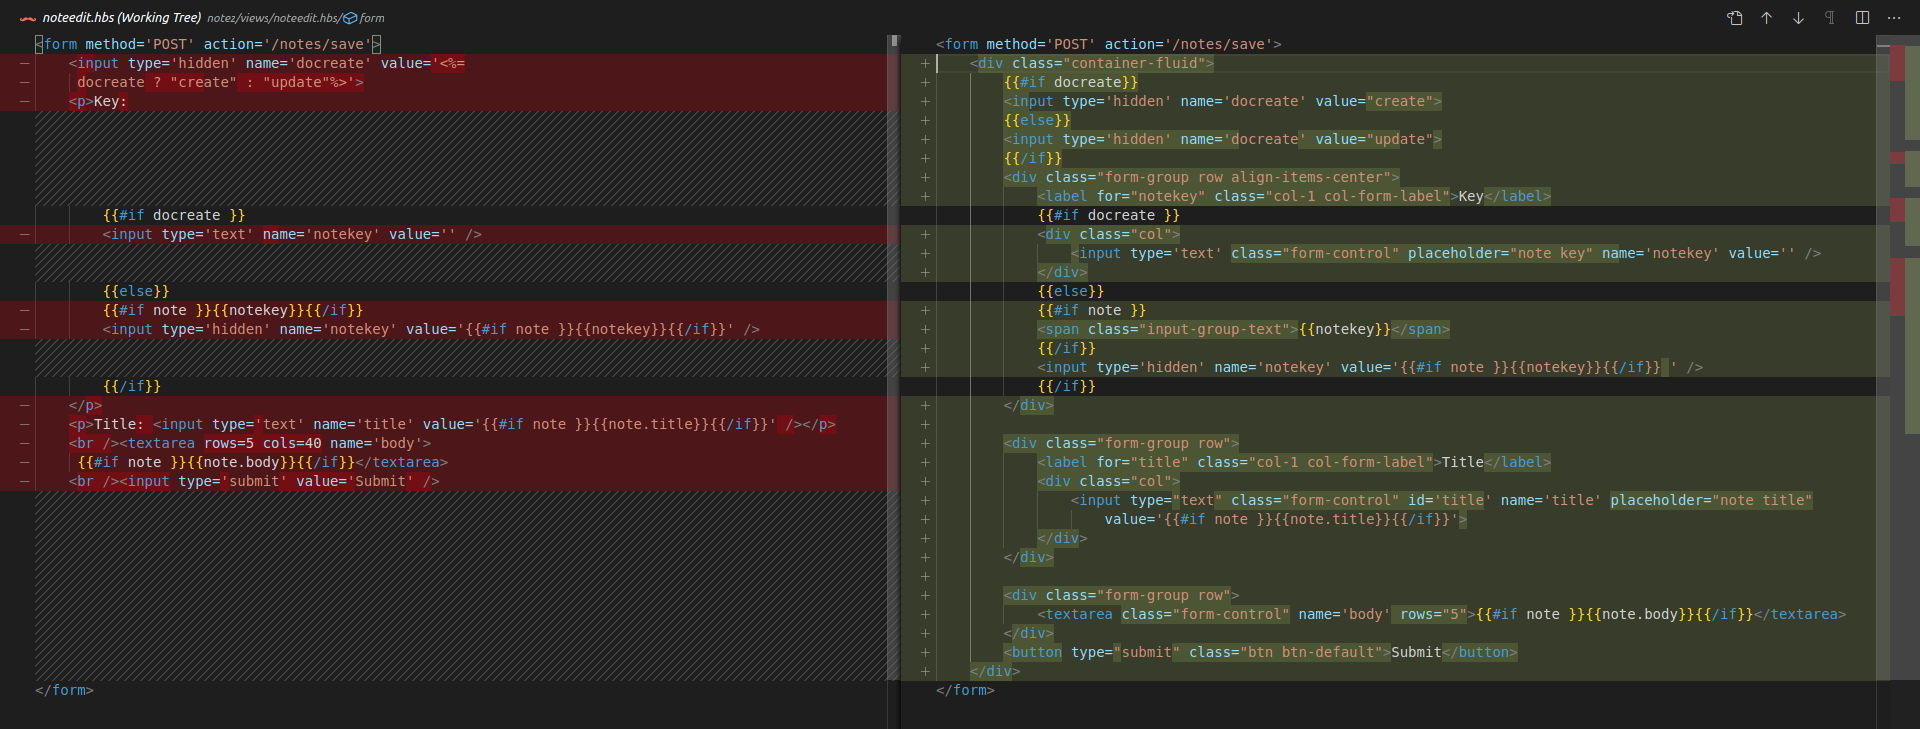 noteedit.hbs (Working Tree) notez/views/noteedit.hbs/form
<form method='POST' action='/notes/save'>
<input type='hidden' name='docreate' value='<%=
docreate ? "create" : "update"%>'>
<p>Key:
{{#if docreate }}
<input type='text' name='notekey' value='' />
{{else}}
{{#if note }}{{notekey}}{{/if}}
<input type='hidden' name='notekey' value='{{#if note }}{{notekey}}{{/if}}' />
{{/if}}
</p>
<p>Title: <input type='text' name='title' value='{{#if note }}{{note.title}}{{/if}}' /></p>
<br /><textarea rows=5 cols=40 name='body'>
{{#if note }}{{note.body}}{{/if}}</textarea>
<br /><input type='submit' value='Submit' />
</form>
<form method='POST' action='/notes/save'>
<div class="container-fluid">
{{#if docreate}}
<input type='hidden' name='docreate' value="create">
{{else}}
<input type='hidden' name='docreate' value="update">
{{/if}}
<div class="form-group row align-items-center">
<label for="notekey" class="col-1 col-form-label">Key</label>
{{#if docreate }}
<div class="col">
<input type='text' class="form-control" placeholder="note key" name='notekey' value='' />
</div>
{{else}}
{{#if note }}
<span class="input-group-text">{{notekey}}</span>
{{/if}}
<input type='hidden' name='notekey' value='{{#if note }}{{notekey}}{{/if}} ' />
{{/if}}
</div>
<div class="form-group row">
<label for="title" class="col-1 col-form-label">Title</label>
<div class="col">
<input type="text" class="form-control" id='title' name='title' placeholder="note title"
value='{{#if note }}{{note.title}}{{/if}}'>
</div>
</div>
<div class="form-group row">
<textarea class="form-control" name='body' rows="5">{{#if note }}{{note.body}}{{/if}}</textarea>
</div>
<button type="submit" class="btn btn-default">Submit</button>
</div>
</form>